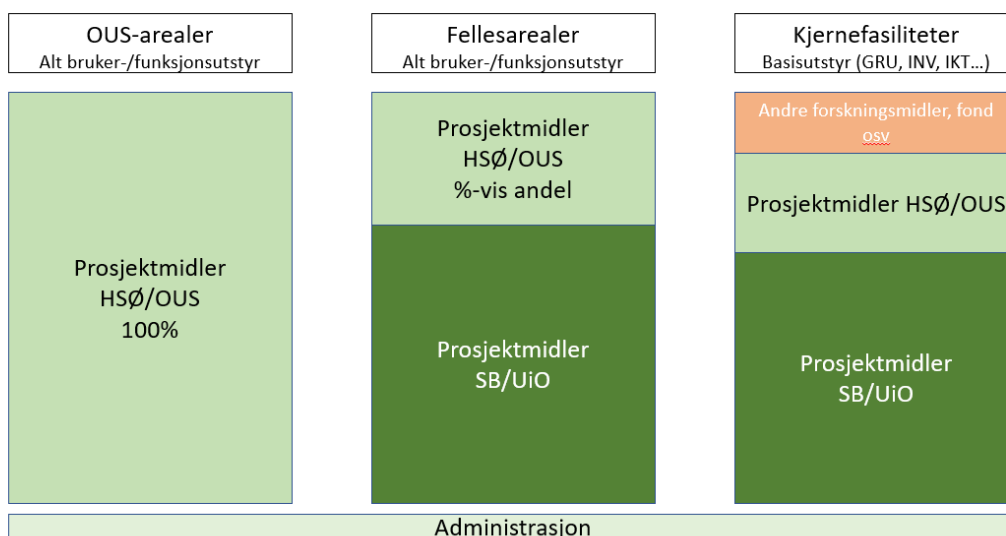 OUS-arealer
Alt bruker-/funksjonsutstyr
Fellesarealer
Alt bruker-/funksjonsutstyr
Kjernefasiliteter
Basisutstyr (GRU, INV, IKT...)
Prosjektmidler
HSØ/OUS
100%
Prosjektmidler
HSØ/OUS
%-vis andel
Prosjektmidler
SB/UiO
Andre forskningsmidler, fond
osv
Prosjektmidler HSØ/OUS
Prosjektmidler
SB/UiO
Administrasjon